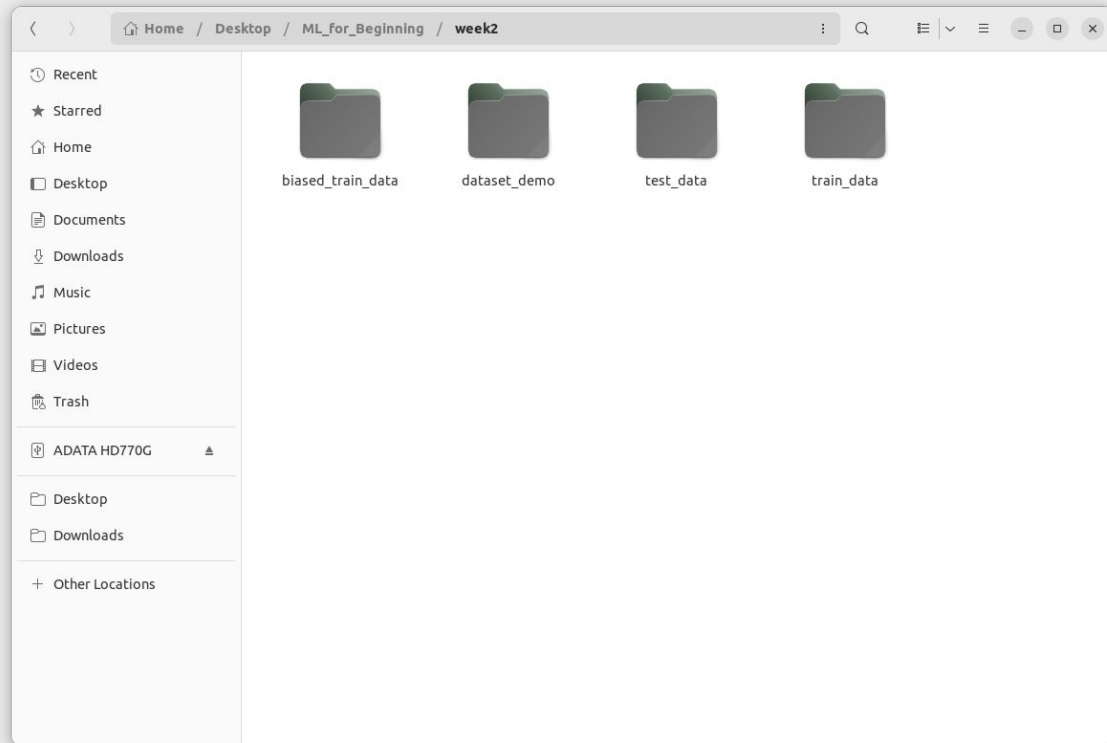 Home / Desktop / ML_for_Beginning / week2
Recent
Starred
Home
Desktop
Documents
Downloads
Music
Pictures
Videos
Trash
ADATA HD770G
Desktop
Downloads
+ Other Locations
biased_train_data dataset_demo test_data train_data